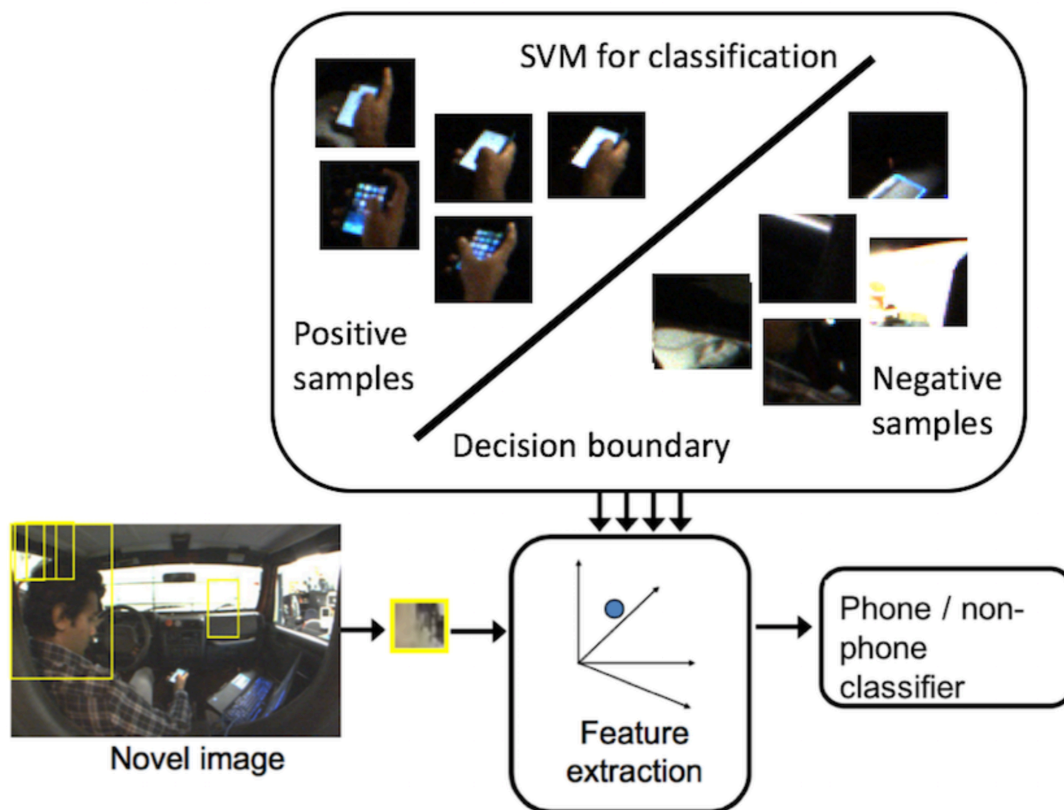 SVM for classification
Positive
samples
Negative
samples
Decision boundary
Novel image
Feature
extraction
Phone / non-
phone
classifier